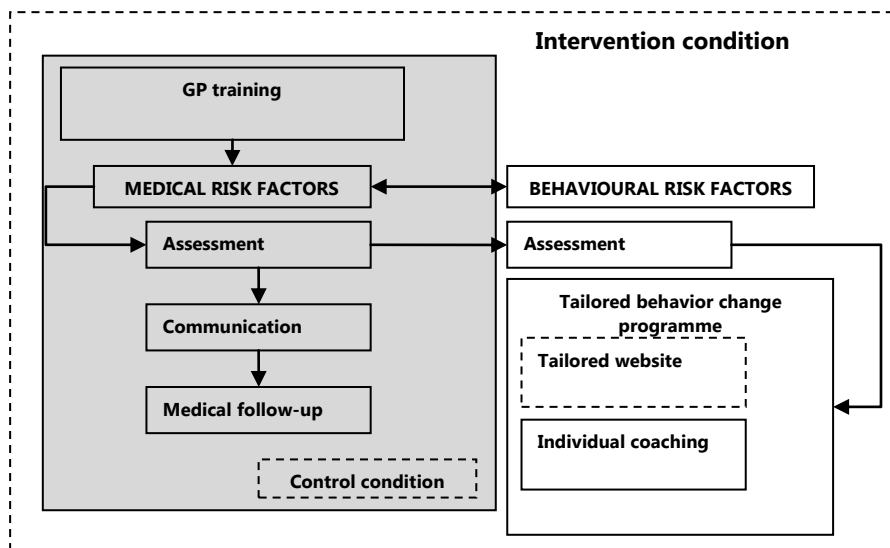 Intervention condition
GP training
MEDICAL RISK FACTORS
BEHAVIOURAL RISK FACTORS
Assessment
Assessment
Communication
Medical follow-up
Control condition
Tailored behavior change
programme
Tailored website
Individual coaching